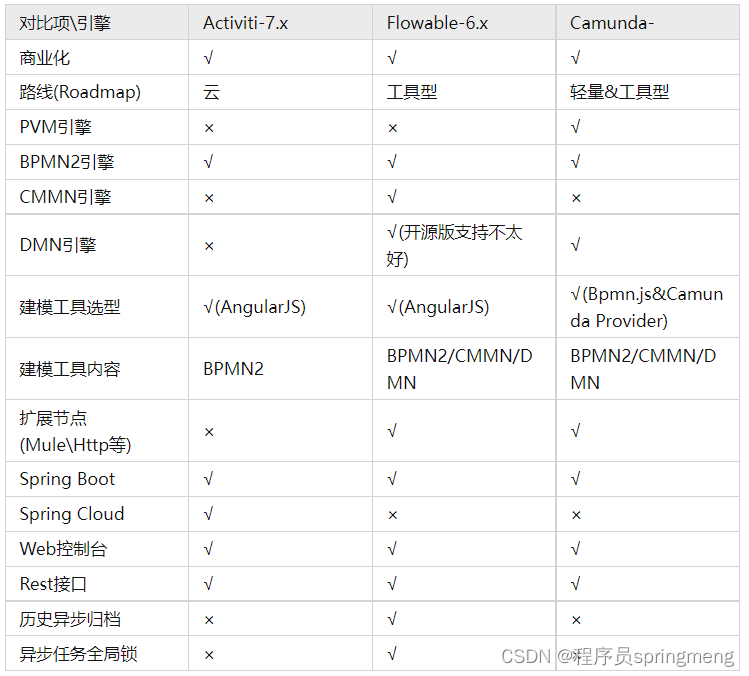 对比项\引擎 Activiti-7.x Flowable-6.x Camunda-
商业化 √ √ √
路线(Roadmap) 云 工具型 轻量&工具型
PVM引擎 × × √
BPMN2引擎 √ √ √
CMMN引擎 × √ ×
DMN引擎 × √(开源版支持不太
好) √
建模工具选型 √(AngularJS) √(AngularJS) √(Bpmn.js&Camun
da Provider)
建模工具内容 BPMN2 BPMN2/CMMN/D
MN BPMN2/CMMN/D
MN
扩展节点
(Mule\Http等) × √ √
Spring Boot √ √ √
Spring Cloud √ × ×
Web控制台 √ √ √
Rest接口 √ √ √
历史异步归档 × √ ×
异步任务全局锁 × √ ×
CSDN @程序员springmeng